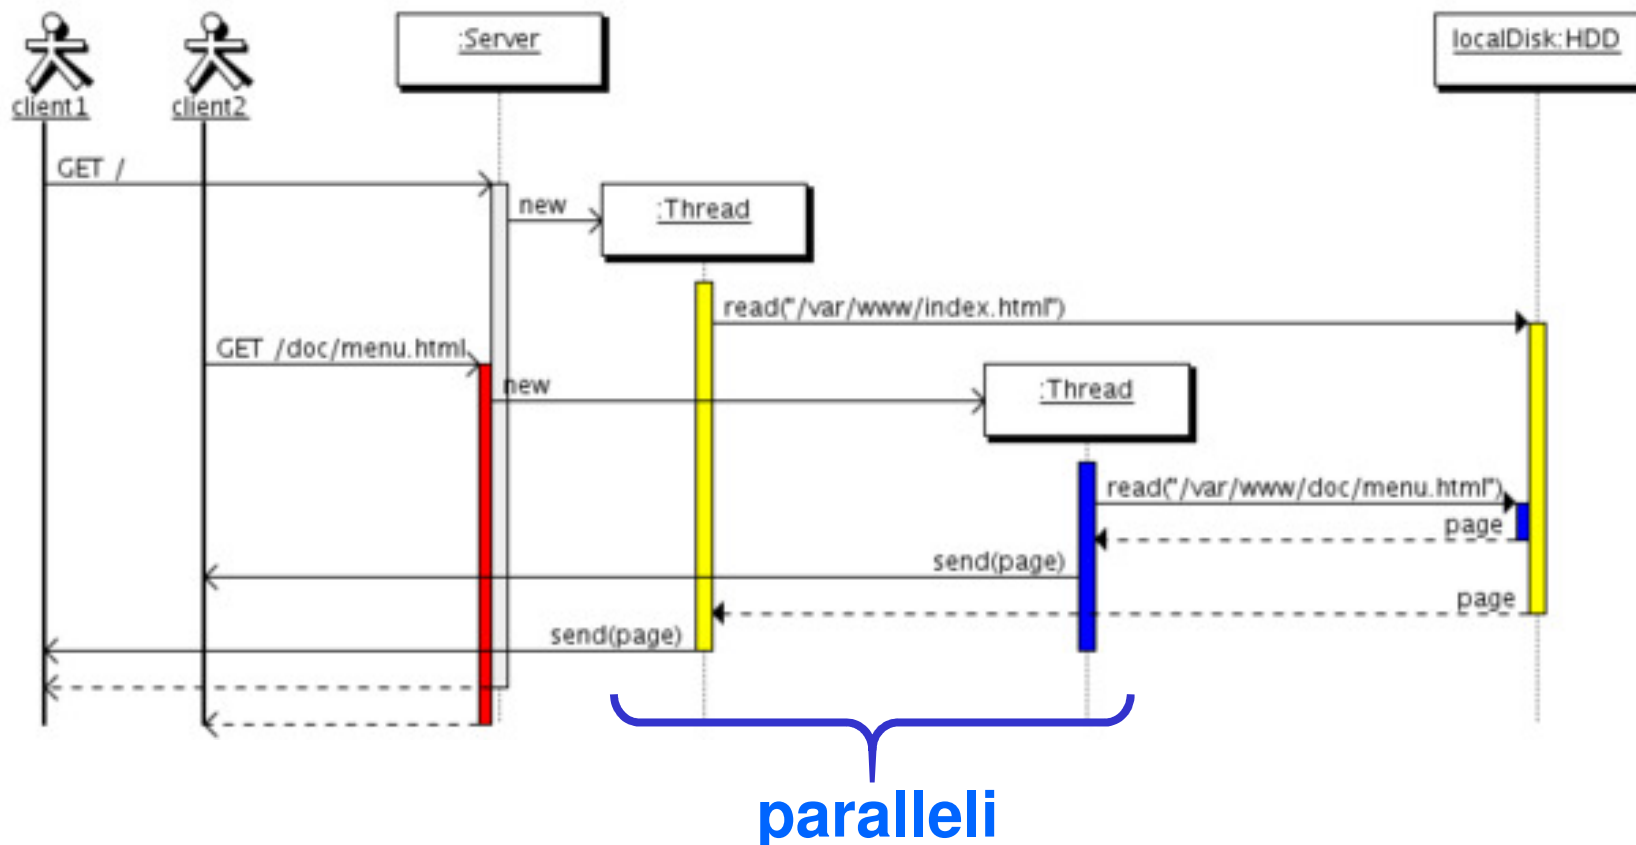 :Server
localDisk:HDD
client1
client2
GET /
new
:Thread
read("/var/www/index.html")
GET /doc/menu.html
new
:Thread
read("/var/www/doc/menu.html")
page
send(page)
page
send(page)
paralleli